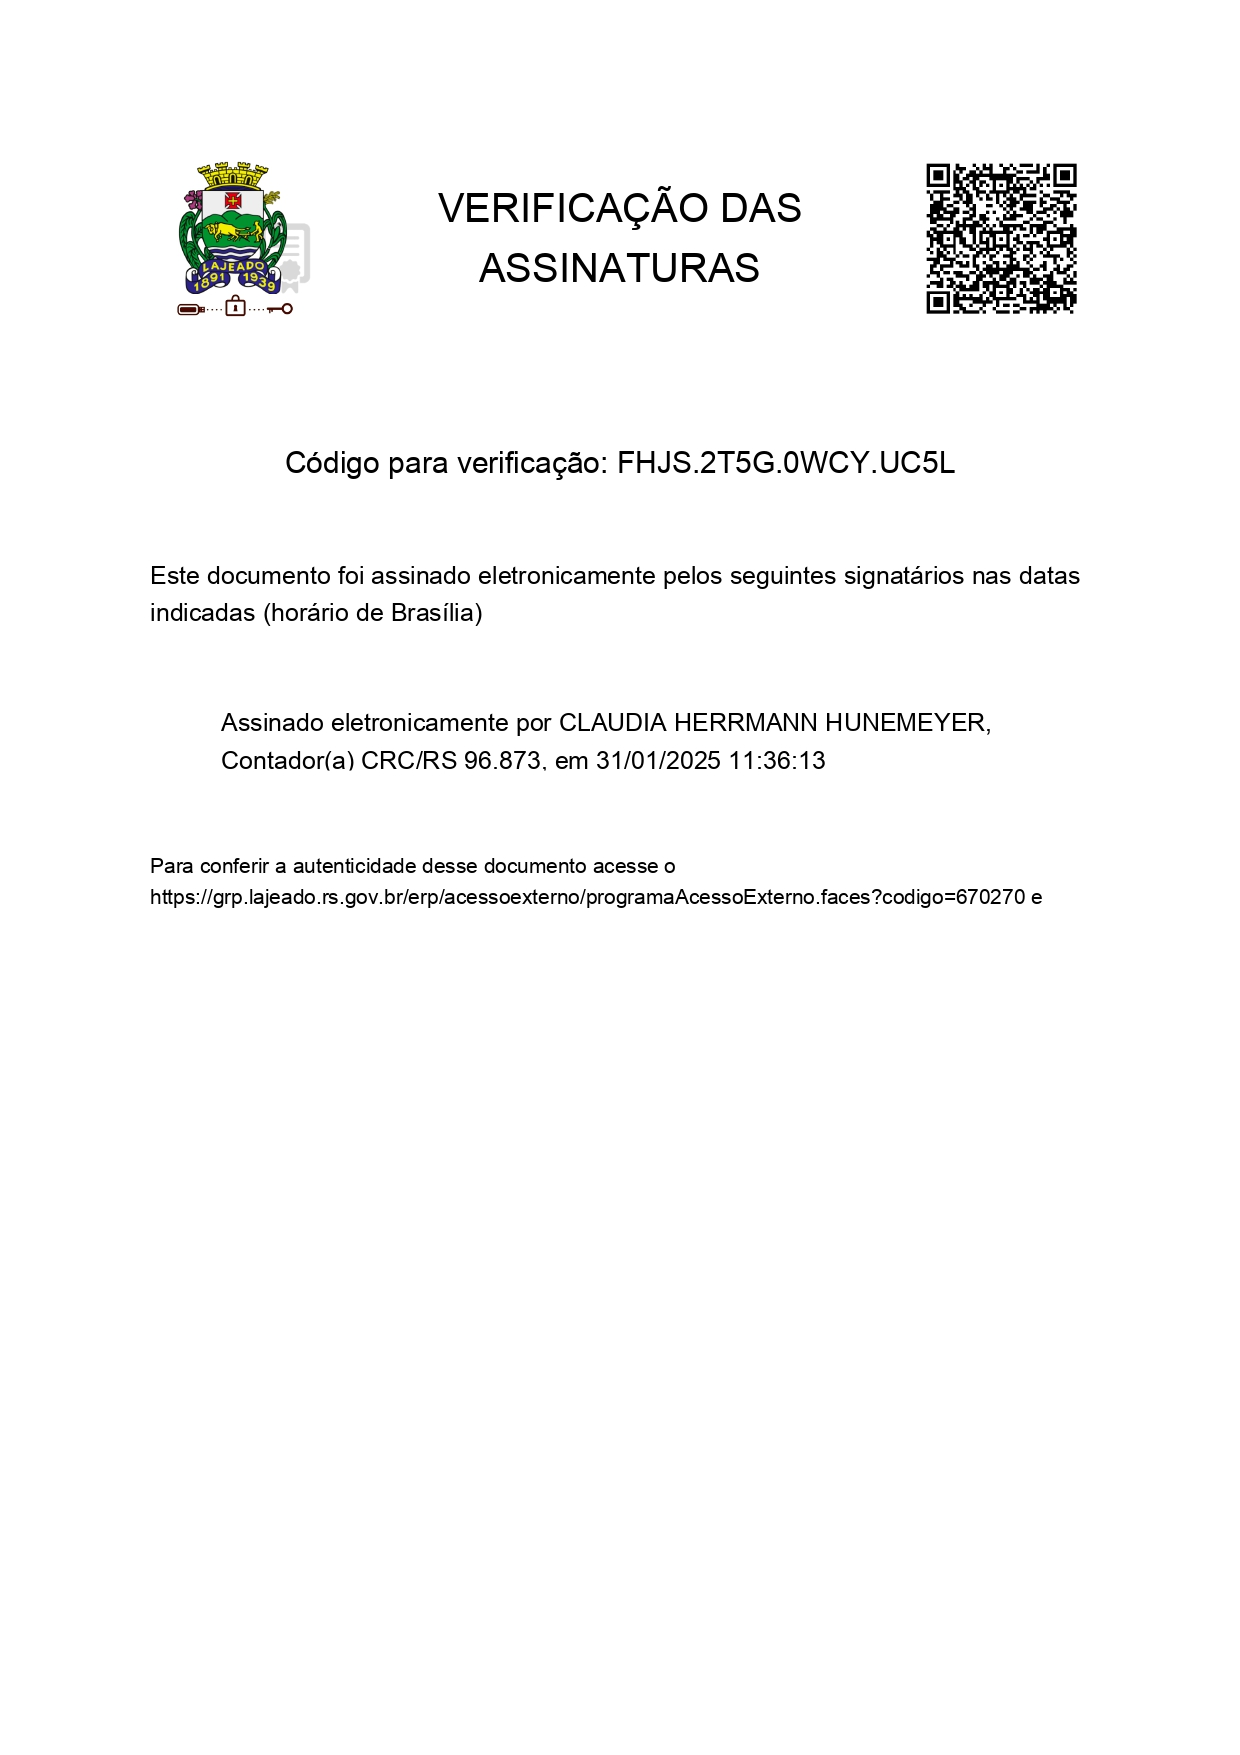 LAJEADO
1891 1939
VERIFICAÇÃO DAS
ASSINATURAS
Código para verificação: FHJS.2T5G.0WCY.UC5L
Este documento foi assinado eletronicamente pelos seguintes signatários nas datas
indicadas (horário de Brasília)
Assinado eletronicamente por CLAUDIA HERRMANN HUNEMEYER,
Contador(a) CRC/RS 96.873, em 31/01/2025 11:36:13
Para conferir a autenticidade desse documento acesse o
https://grp.lajeado.rs.gov.br/erp/acessoexterno/programaAcessoExterno.faces?codigo=670270 e